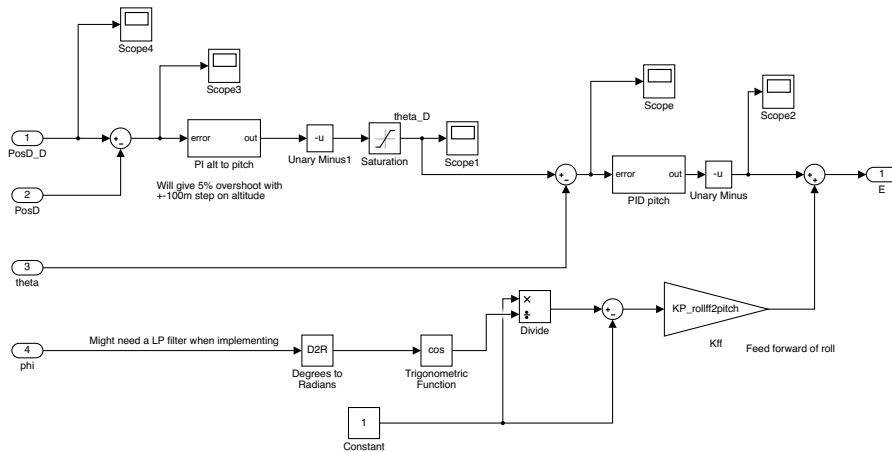 Scope4
Scope3
1
PosD_D
+
−
error
out
PI alt to pitch
-u
Unary Minus1
theta_D
Saturation
Scope1
Scope
Scope2
2
PosD
Will give 5% overshoot with
+-100m step on altitude
+
−
error
out
PID pitch
-u
Unary Minus
+
+
1
E
3
theta
×
÷
Divide
+
−
KP_rollff2pitch
Kff
Feed forward of roll
4
phi
Might need a LP filter when implementing
D2R
Degrees to
Radians
cos
Trigonometric
Function
1
Constant